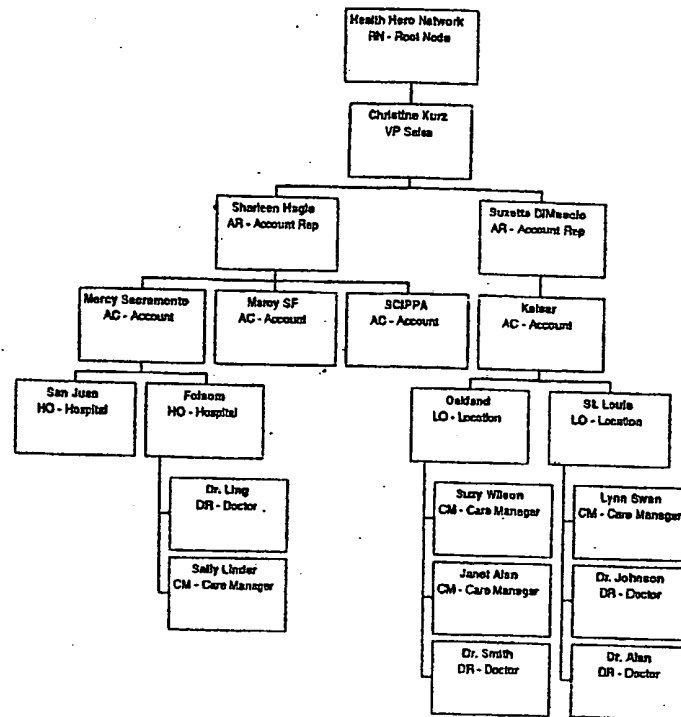 Health Hero Network
RN - Root Node
Christine Kurz
VP Sales
Sharleen Hagle
AR - Account Rep
Suzette DiMascio
AR - Account Rep
Mercy Sacramento
AC - Account
Mercy SF
AC - Account
SCIPPA
AC - Account
Kaiser
AC - Account
San Juan
HO - Hospital
Folsom
HO - Hospital
Oakland
LO - Location
St. Louis
LO - Location
Dr. Ling
DR - Doctor
Sally Linder
CM - Care Manager
Suzy Wilson
CM - Care Manager
Janet Alan
CM - Care Manager
Dr. Smith
DR - Doctor
Lynn Swan
CM - Care Manager
Dr. Johnson
DR - Doctor
Dr. Alan
DR - Doctor